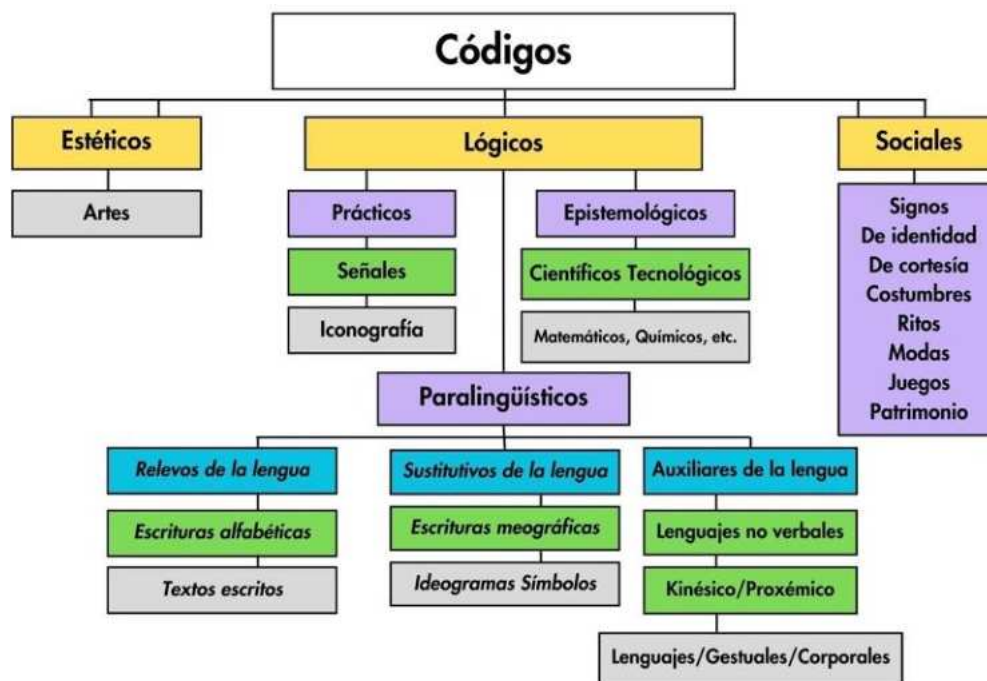 Códigos
Estéticos
Lógicos
Sociales
Artes
Prácticos
Epistemológicos
Señales
Científicos Tecnológicos
Iconografía
Matemáticos, Químicos, etc.
Signos
De identidad
De cortesía
Costumbres
Ritos
Modas
Juegos
Patrimonio
Paralingüísticos
Relevos de la lengua
Sustitutivos de la lengua
Auxiliares de la lengua
Escrituras alfabéticas
Escrituras meográficas
Lenguajes no verbales
Textos escritos
Ideogramas Símbolos
Kinésico/Proxémico
Lenguajes/Gestuales/Corporales